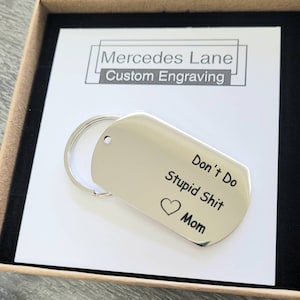 Mercedes Lane
Custom Engraving
Don't Do
Stupid Shit
♡ Mom